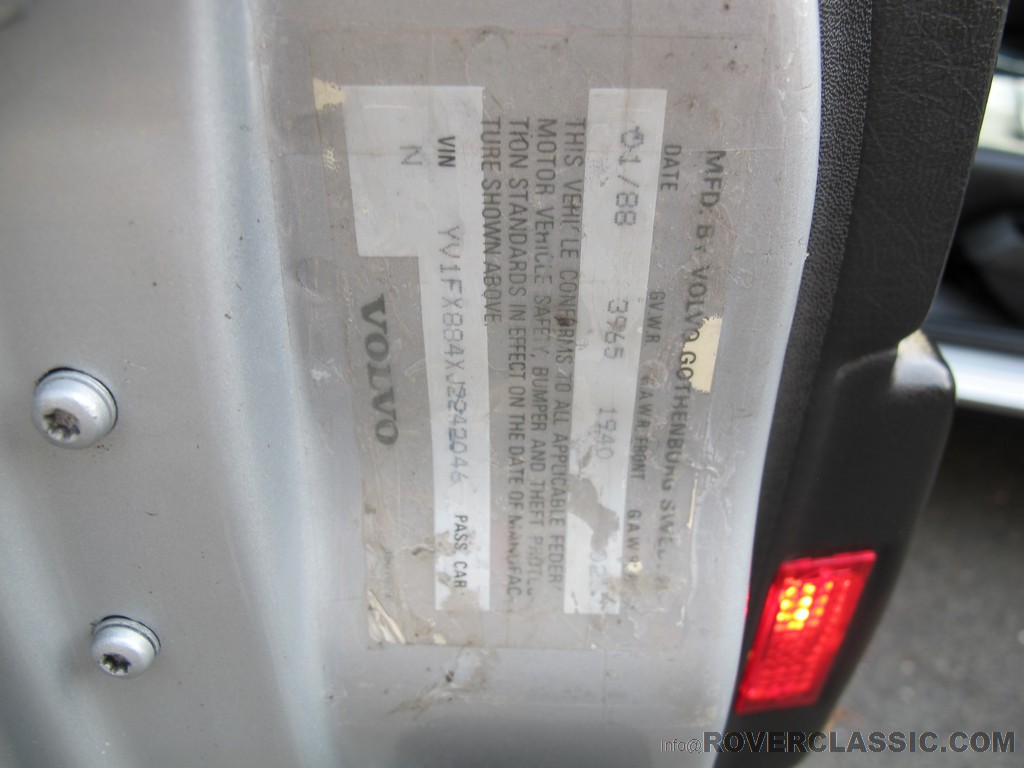 MFD. BY VOLVO GOTHENBURG SWEDEN
DATE GVWR GAWR FRONT GAWR
01/88 3965 1940
THIS VEHICLE CONFORMS TO ALL APPLICABLE FEDER
MOTOR VEHICLE SAFETY, BUMPER AND THEFT
TION STANDARDS IN EFFECT ON THE DATE OF MANUFAC-
TURE SHOWN ABOVE
VIN YV1FX884XJ2242046 PASS. CAR
N
VOLVO
Info@ROVERCLASSIC.COM